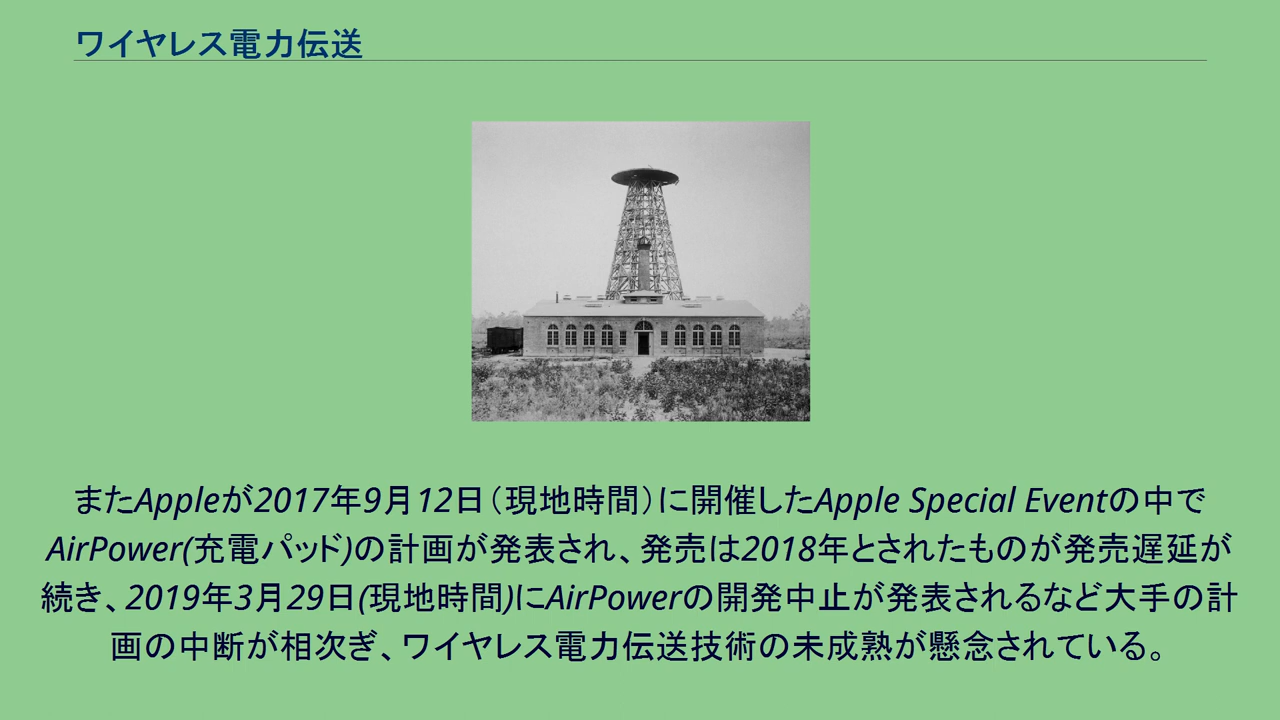 ワイヤレス電力伝送
またAppleが2017年9月12日（現地時間）に開催したApple Special Eventの中で
AirPower(充電パッド)の計画が発表され、発売は2018年とされたものが発売遅延が
続き、2019年3月29日(現地時間)にAirPowerの開発中止が発表されるなど大手の計
画の中断が相次ぎ、ワイヤレス電力伝送技術の未成熟が懸念されている。